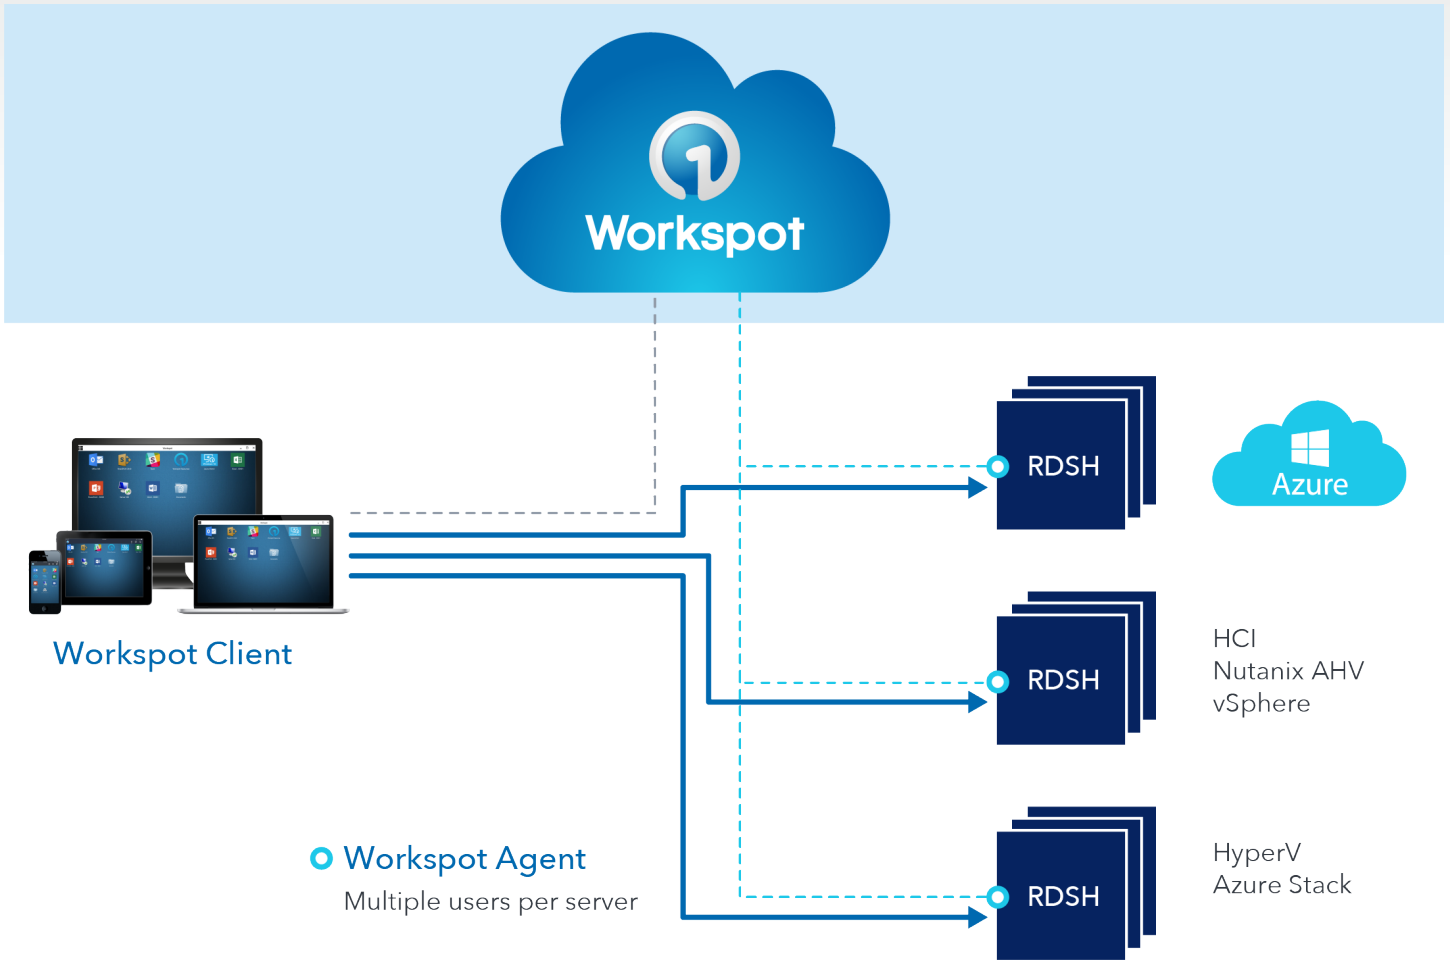 Workspot
RDSH
Azure
Workspot Client
RDSH
HCI
Nutanix AHV
vSphere
Workspot Agent
Multiple users per server
RDSH
HyperV
Azure Stack